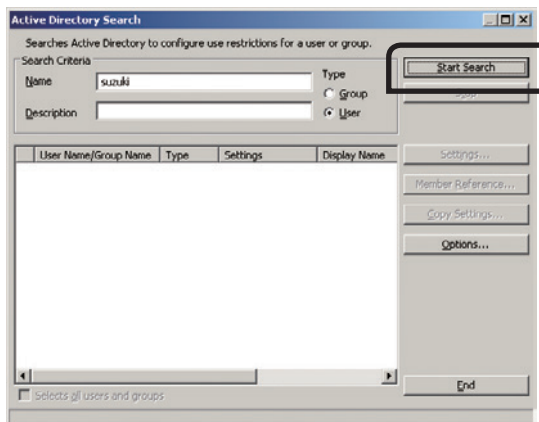 Active Directory Search
Searches Active Directory to configure use restrictions for a user or group.
Search Criteria
Name
suzuki
Type
Group
Description
User
Start Search
User Name/Group Name Type Settings Display Name
Settings...
Member Reference...
Copy Settings...
Options...
Selects all users and groups
End